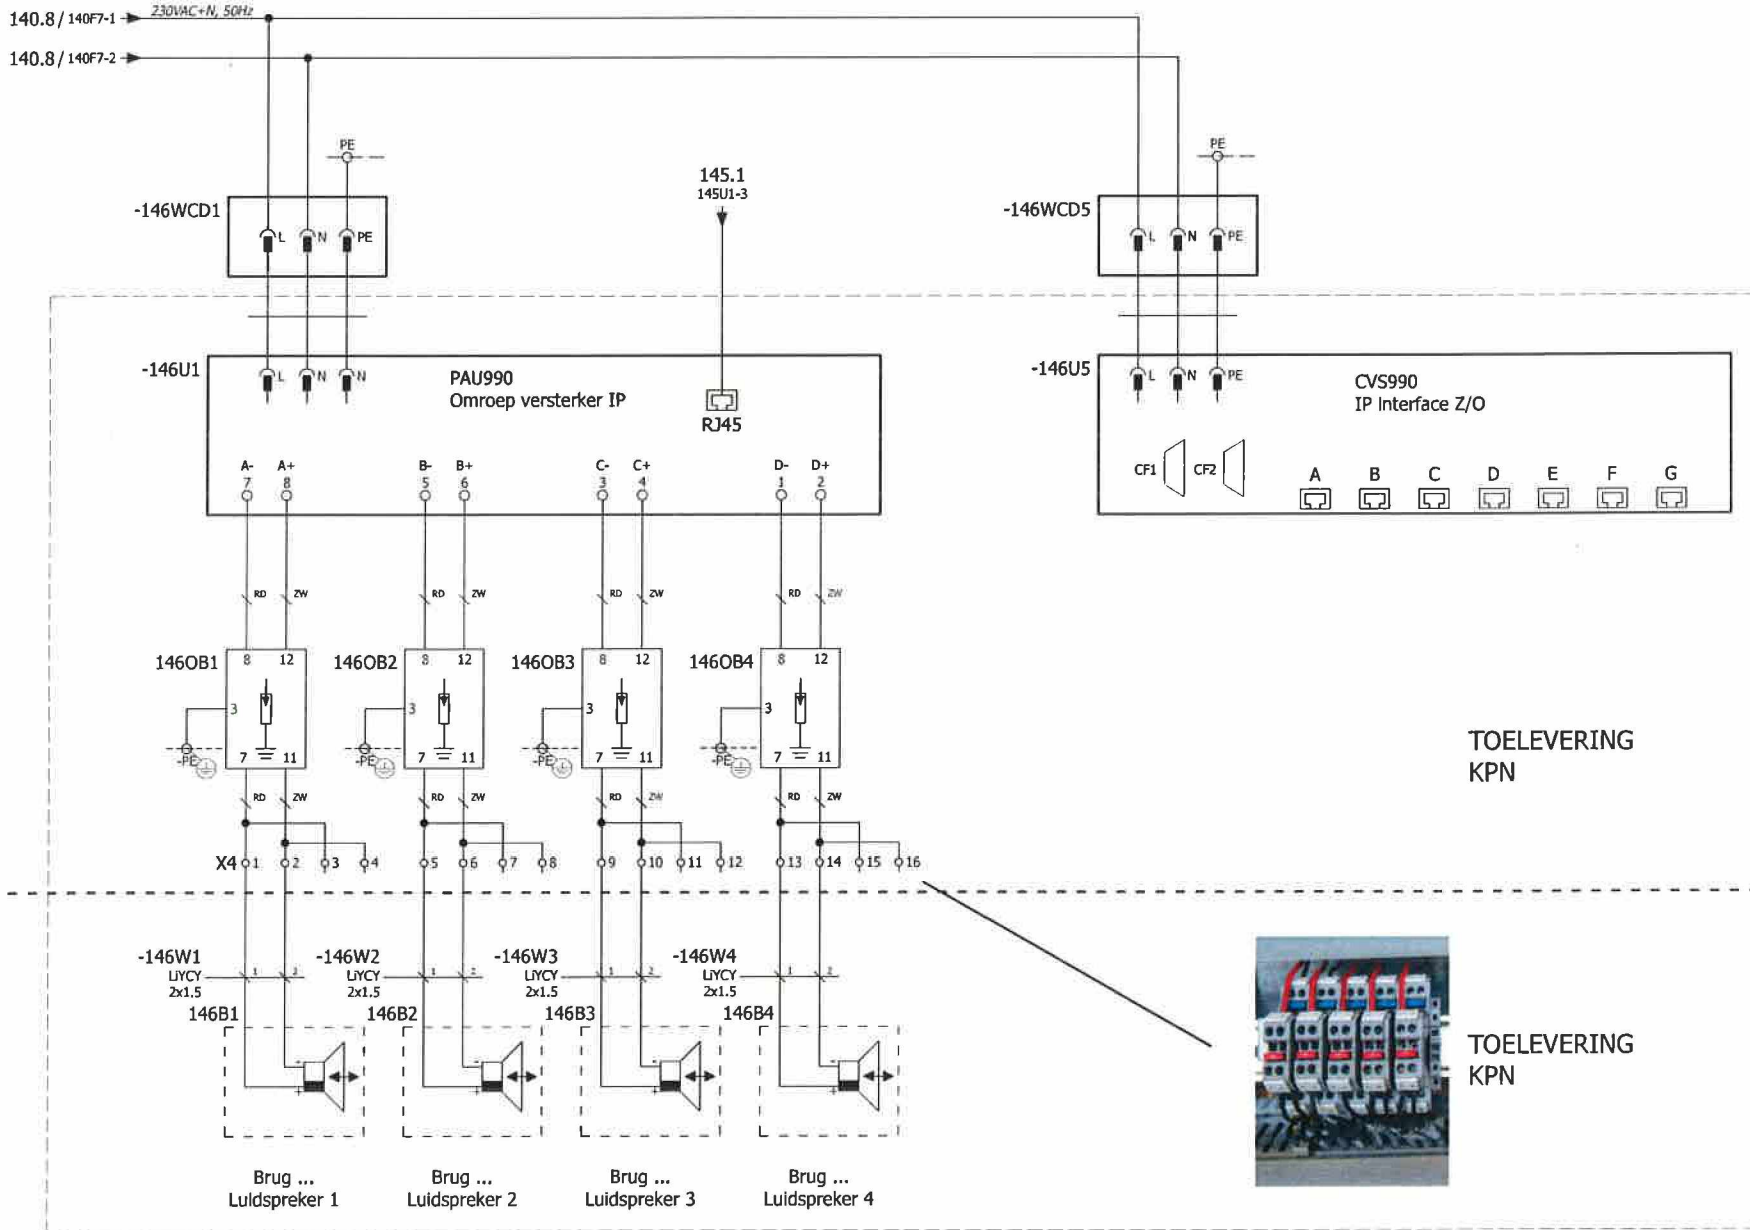 140.8 / 140F7-1
230VAC+N, 50Hz
140.8 / 140F7-2
PE
PE
145.1
145U1-3
-146WCD1
L N PE
-146WCD5
L N PE
-146U1
L N N
PAU990
Omroep versterker IP
RJ45
-146U5
L N PE
CVS990
IP Interface Z/O
CF1 CF2
A B C D E F G
A- A+ B- B+ C- C+ D- D+
7 8 5 6 3 4 1 2
RD ZW RD ZW RD ZW RD ZW
146OB1 8 12 146OB2 8 12 146OB3 8 12 146OB4 8 12
3 3 3 3
7 11 7 11 7 11 7 11
-PE -PE -PE -PE
RD ZW RD ZW RD ZW RD ZW
TOELEVERING
KPN
X4 1 2 3 4 5 6 7 8 9 10 11 12 13 14 15 16
-146W1 -146W2 -146W3 -146W4
LiYCY 1 2 LiYCY 1 2 LiYCY 1 2 LiYCY 1 2
2x1.5 2x1.5 2x1.5 2x1.5
146B1 146B2 146B3 146B4
- - - -
+ + + +
TOELEVERING
KPN
Brug ... Brug ... Brug ... Brug ...
Luidspreker 1 Luidspreker 2 Luidspreker 3 Luidspreker 4